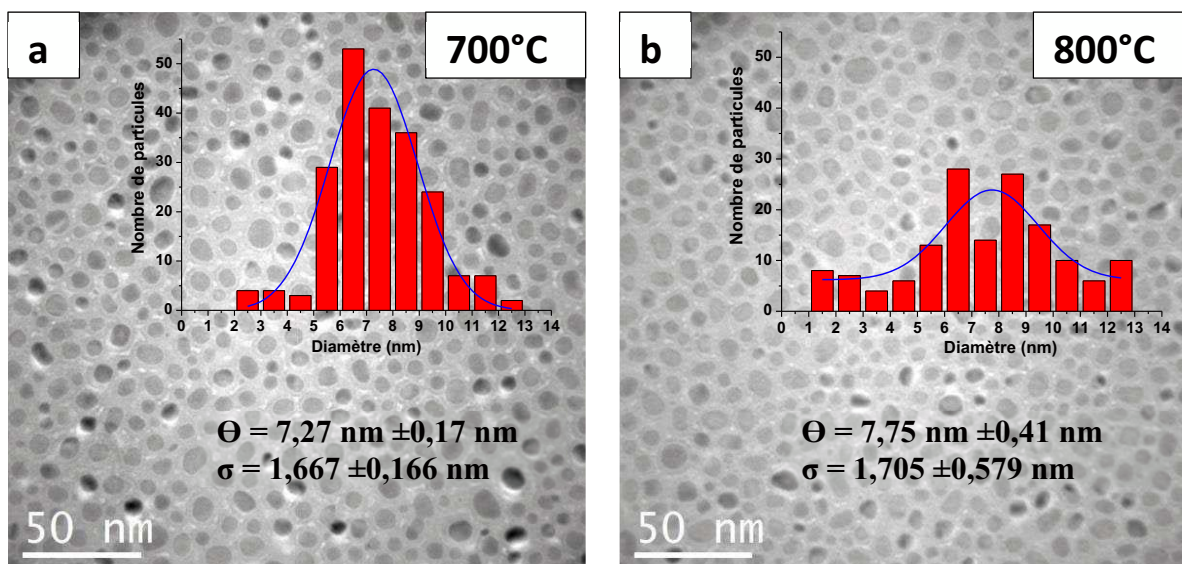 a
700°C
50
40
30
20
10
0
Nombre de particules
0 1 2 3 4 5 6 7 8 9 10 11 12 13 14
Diamètre (nm)
Ɵ = 7,27 nm ±0,17 nm
σ = 1,667 ±0,166 nm
50 nm
b
800°C
50
40
30
20
10
0
Nombre de particules
0 1 2 3 4 5 6 7 8 9 10 11 12 13 14
Diamètre (nm)
Ɵ = 7,75 nm ±0,41 nm
σ = 1,705 ±0,579 nm
50 nm